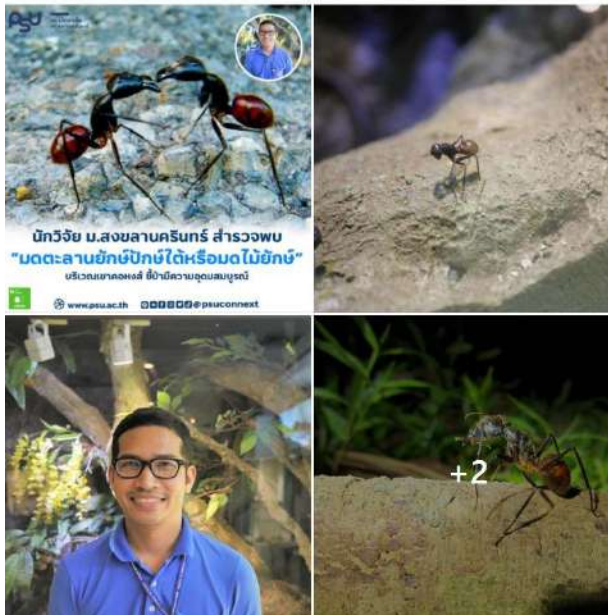 PSU
นักวิจัย ม.สงขลานครินทร์ สำรวจพบ
“มดตะลานยักษ์ปักษ์ใต้หรือมดไม้ยักษ์”
บริเวณเขาคอหงส์ ชี้ป่ามีความอุดมสมบูรณ์
www.psu.ac.th
@psuconnext
+2